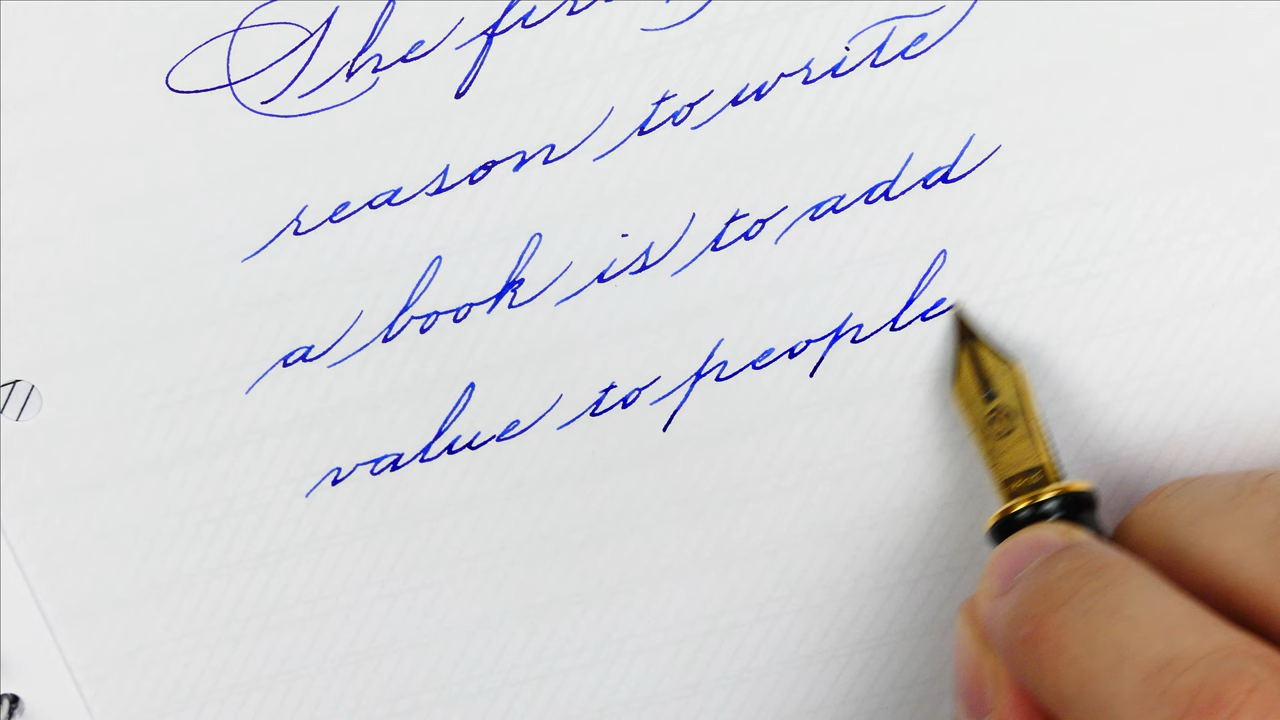 The
reason to write
a book is to add
value to people